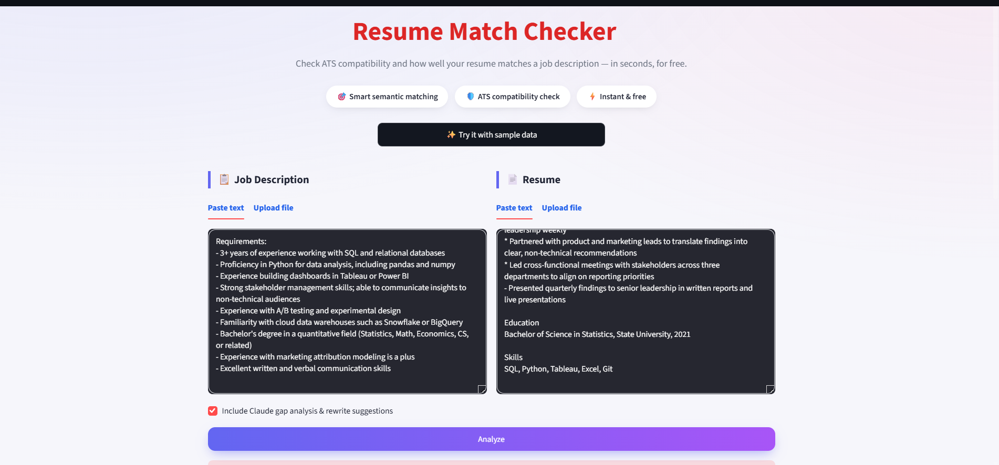 Resume Match Checker
Check ATS compatibility and how well your resume matches a job description — in seconds, for free.
🎯 Smart semantic matching
🛡️ ATS compatibility check
⚡ Instant & free
✨ Try it with sample data
📋 Job Description
Paste text
Upload file
Requirements:
- 3+ years of experience working with SQL and relational databases
- Proficiency in Python for data analysis, including pandas and numpy
- Experience building dashboards in Tableau or Power BI
- Strong stakeholder management skills; able to communicate insights to
non-technical audiences
- Experience with A/B testing and experimental design
- Familiarity with cloud data warehouses such as Snowflake or BigQuery
- Bachelor's degree in a quantitative field (Statistics, Math, Economics, CS,
or related)
- Experience with marketing attribution modeling is a plus
- Excellent written and verbal communication skills
📄 Resume
Paste text
Upload file
leadership weekly
* Partnered with product and marketing leads to translate findings into
clear, non-technical recommendations
* Led cross-functional meetings with stakeholders across three
departments to align on reporting priorities
- Presented quarterly findings to senior leadership in written reports and
live presentations
Education
Bachelor of Science in Statistics, State University, 2021
Skills
SQL, Python, Tableau, Excel, Git
Include Claude gap analysis & rewrite suggestions
Analyze